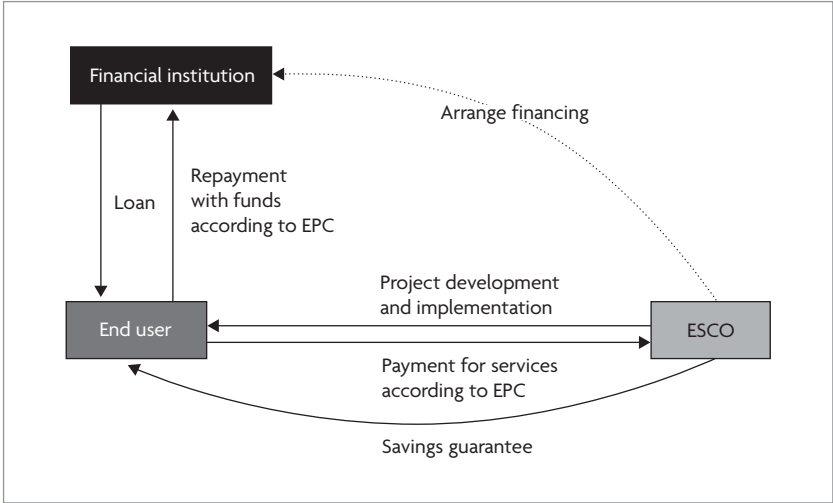 Financial institution
Arrange financing
Loan
Repayment
with funds
according to EPC
Project development
and implementation
End user
ESCO
Payment for services
according to EPC
Savings guarantee